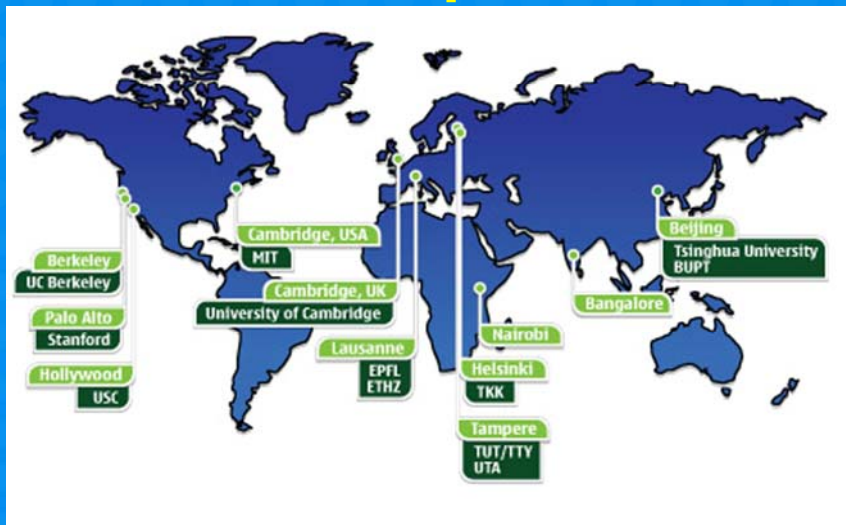 Cambridge, USA
MIT
Beijing
Tsinghua University
BUPT
Berkeley
UC Berkeley
Cambridge, UK
University of Cambridge
Bangalore
Palo Alto
Stanford
Nairobi
Lausanne
EPFL
ETHZ
Hollywood
USC
Helsinki
TKK
Tampere
TUT/TTY
UTA